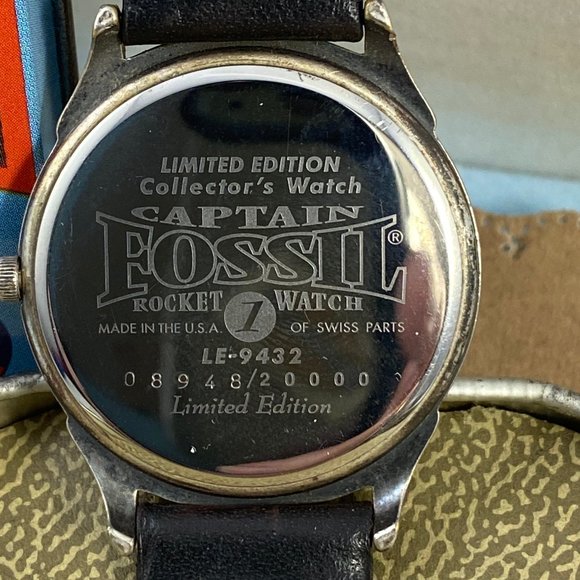 LIMITED EDITION
Collector's Watch
CAPTAIN
FOSSIL®
ROCKET 1 WATCH
MADE IN THE U.S.A. OF SWISS PARTS
LE-9432
08948/20000
Limited Edition